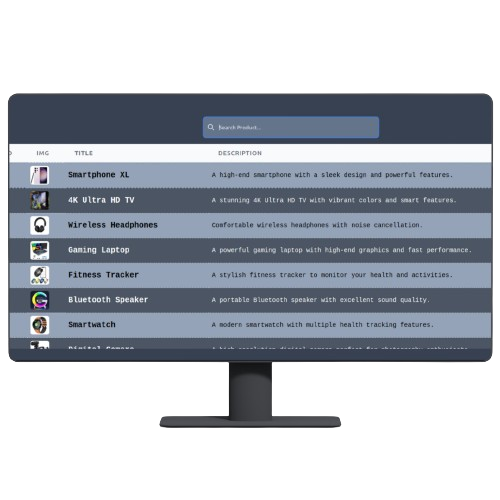 Search Product...
IMG TITLE DESCRIPTION
Smartphone XL A high-end smartphone with a sleek design and powerful features.
4K Ultra HD TV A stunning 4K Ultra HD TV with vibrant colors and smart features.
Wireless Headphones Comfortable wireless headphones with noise cancellation.
Gaming Laptop A powerful gaming laptop with high-end graphics and fast performance.
Fitness Tracker A stylish fitness tracker to monitor your health and activities.
Bluetooth Speaker A portable Bluetooth speaker with excellent sound quality.
Smartwatch A modern smartwatch with multiple health tracking features.